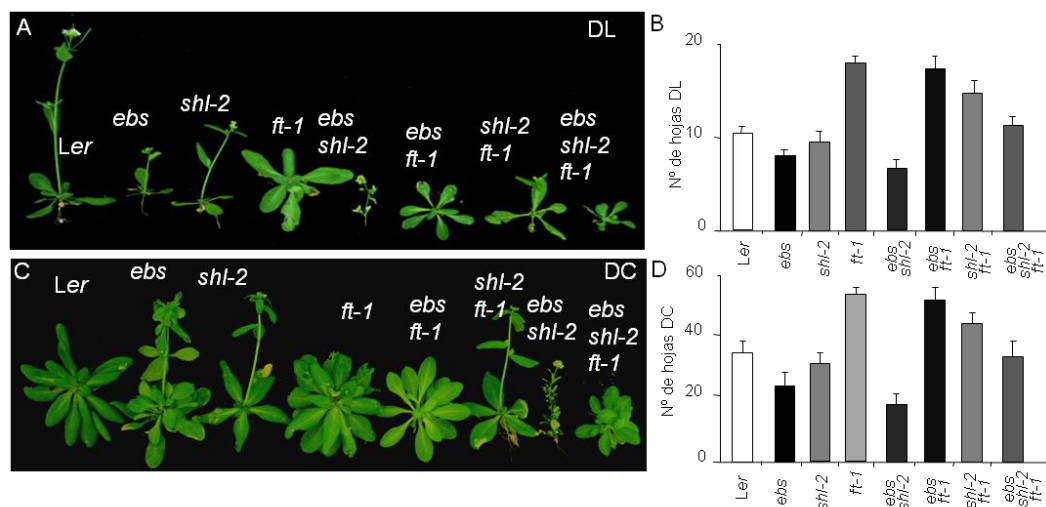 A
DL
Ler
ebs
shl-2
ft-1
ebs
shl-2
ebs
ft-1
shl-2
ft-1
ebs
shl-2
ft-1
B
Nº de hojas DL
20
10
0
Ler
ebs
shl-2
ft-1
ebs
shl-2
ebs
ft-1
shl-2
ft-1
ebs
shl-2
ft-1
C
DC
Ler
ebs
shl-2
ft-1
ebs
ft-1
shl-2
ft-1
ebs
shl-2
ebs
shl-2
ft-1
D
Nº de hojas DC
60
40
20
0
Ler
ebs
shl-2
ft-1
ebs
shl-2
ebs
ft-1
shl-2
ft-1
ebs
shl-2
ft-1